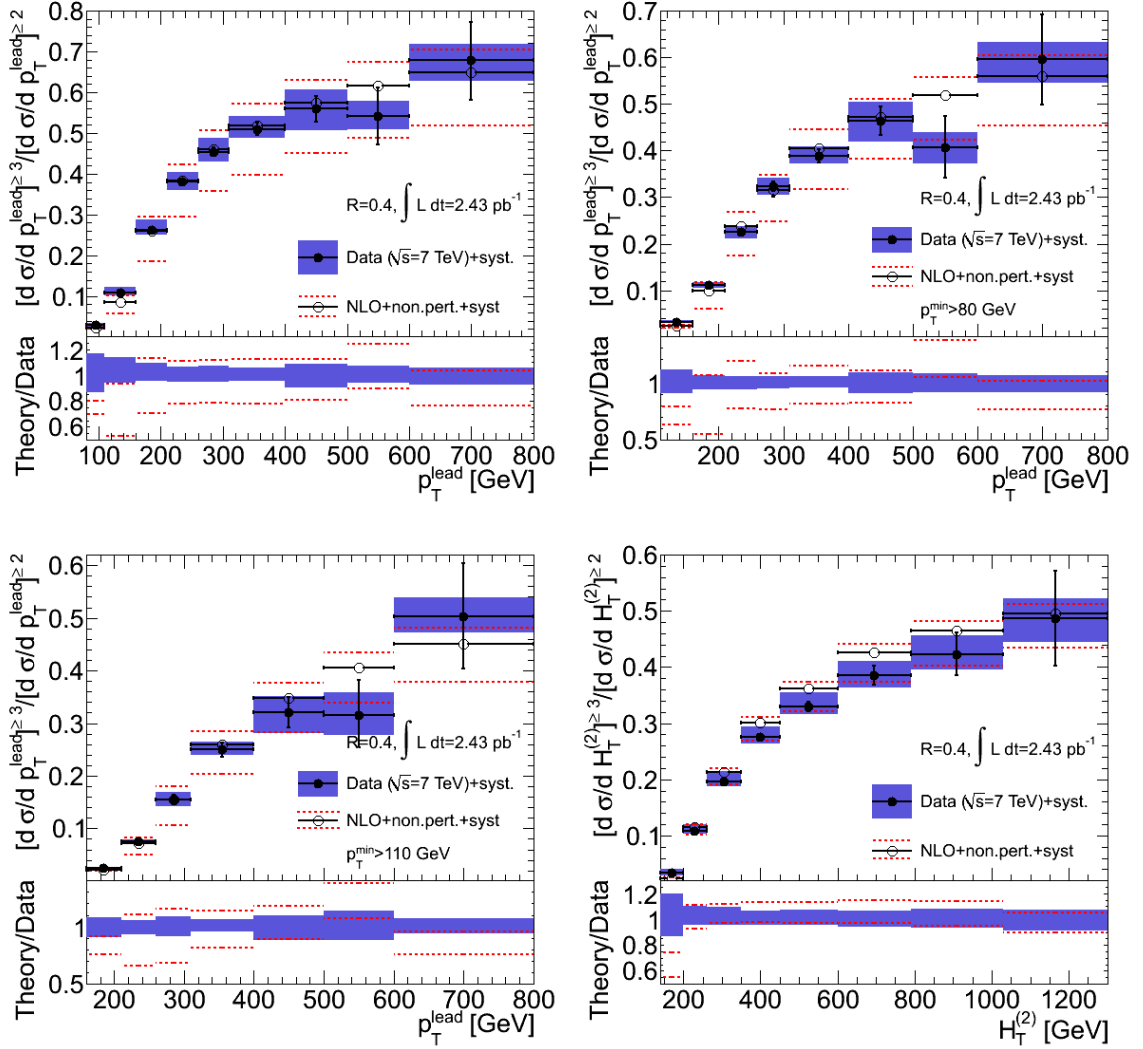 [d σ/d p_T^lead]^≥ 3/[d σ/d p_T^lead]^≥ 2
0.8
0.7
0.6
0.5
0.4
0.3
0.2
0.1
R=0.4, ∫ L dt=2.43 pb⁻¹
Data (√s=7 TeV)+syst.
NLO+non.pert.+syst
Theory/Data
1.2
1
0.8
0.6
100 200 300 400 500 600 700 800
p_T^lead [GeV]
[d σ/d p_T^lead]^≥ 3/[d σ/d p_T^lead]^≥ 2
0.7
0.6
0.5
0.4
0.3
0.2
0.1
R=0.4, ∫ L dt=2.43 pb⁻¹
Data (√s=7 TeV)+syst.
NLO+non.pert.+syst
p_T^min>80 GeV
Theory/Data
1
0.5
200 300 400 500 600 700 800
p_T^lead [GeV]
[d σ/d p_T^lead]^≥ 3/[d σ/d p_T^lead]^≥ 2
0.6
0.5
0.4
0.3
0.2
0.1
R=0.4, ∫ L dt=2.43 pb⁻¹
Data (√s=7 TeV)+syst.
NLO+non.pert.+syst
p_T^min>110 GeV
Theory/Data
1
0.5
200 300 400 500 600 700 800
p_T^lead [GeV]
[d σ/d H_T^(2)]^≥ 3/[d σ/d H_T^(2)]^≥ 2
0.6
0.5
0.4
0.3
0.2
0.1
R=0.4, ∫ L dt=2.43 pb⁻¹
Data (√s=7 TeV)+syst.
NLO+non.pert.+syst
Theory/Data
1.2
1
0.8
0.6
200 400 600 800 1000 1200
H_T^(2) [GeV]